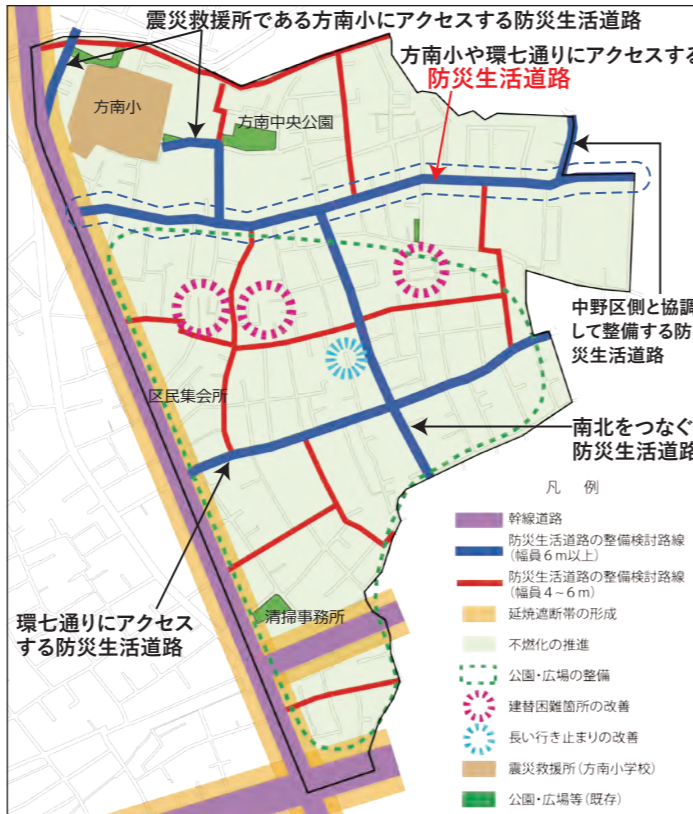 震災救援所である方南小にアクセスする防災生活道路
方南小や環七通りにアクセスする
防災生活道路
方南小
方南中央公園
中野区側と協調
して整備する防
災生活道路
区民集会所
南北をつなぐ
防災生活道路
環七通りにアクセス
する防災生活道路
清掃事務所
凡 例
幹線道路
防災生活道路の整備検討路線
(幅員6m以上)
防災生活道路の整備検討路線
(幅員4~6m)
延焼遮断帯の形成
不燃化の推進
公園・広場の整備
建替困難箇所の改善
長い行き止まりの改善
震災救援所(方南小学校)
公園・広場等(既存)